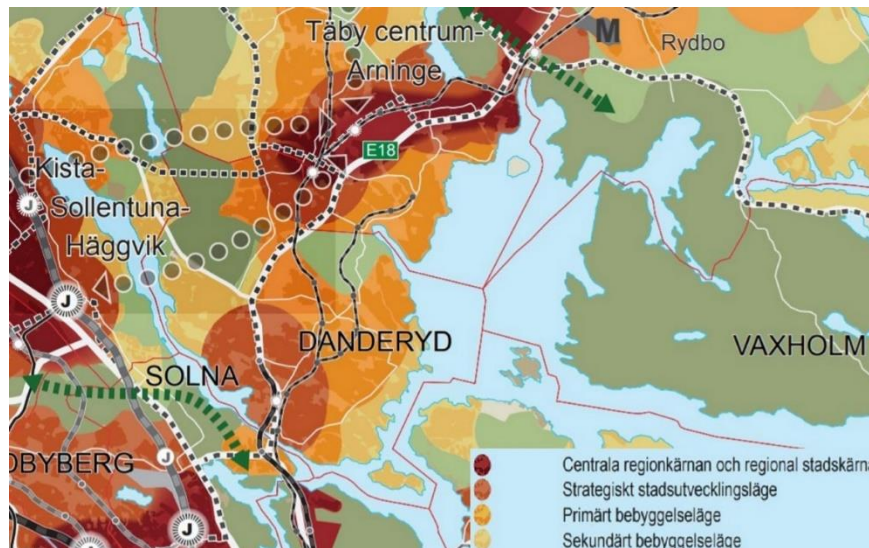 Täby centrum-
Arninge
M
Rydbo
E18
Kista-
Sollentuna-
Häggvik
J
J
DANDERYD
VAXHOLM
SOLNA
DBYBERG
J
J
J
Centrala regionkärnan och regional stadskärna
Strategiskt stadsutvecklingsläge
Primärt bebyggelseläge
Sekundärt bebyggelseläge